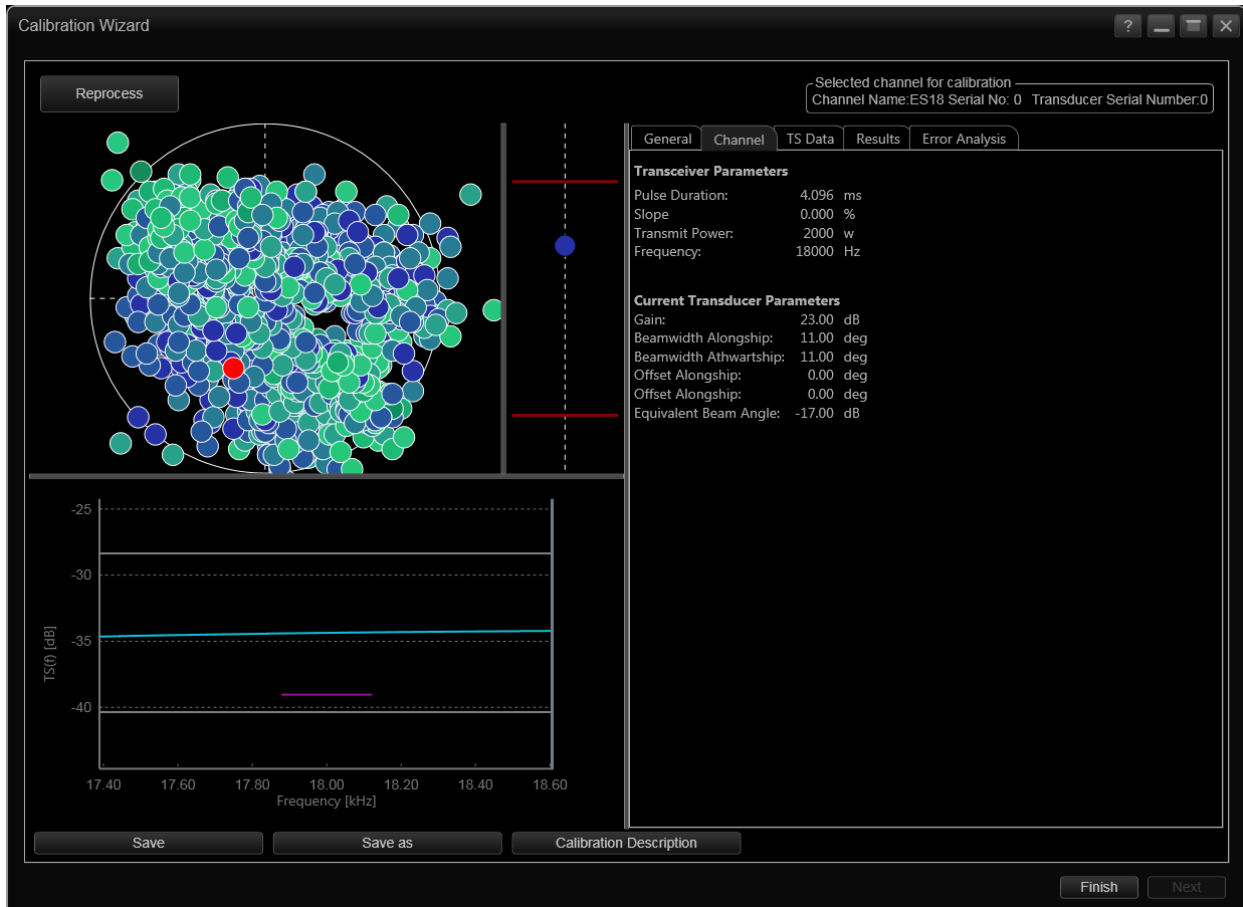 Calibration Wizard
?
Reprocess
Selected channel for calibration
Channel Name:ES18 Serial No: 0 Transducer Serial Number:0
General Channel TS Data Results Error Analysis
Transceiver Parameters
Pulse Duration: 4.096 ms
Slope 0.000 %
Transmit Power: 2000 w
Frequency: 18000 Hz
Current Transducer Parameters
Gain: 23.00 dB
Beamwidth Alongship: 11.00 deg
Beamwidth Athwartship: 11.00 deg
Offset Alongship: 0.00 deg
Offset Alongship: 0.00 deg
Equivalent Beam Angle: -17.00 dB
-25
-30
-35
-40
TS(f) [dB]
17.40 17.60 17.80 18.00 18.20 18.40 18.60
Frequency [kHz]
Save Save as Calibration Description
Finish Next